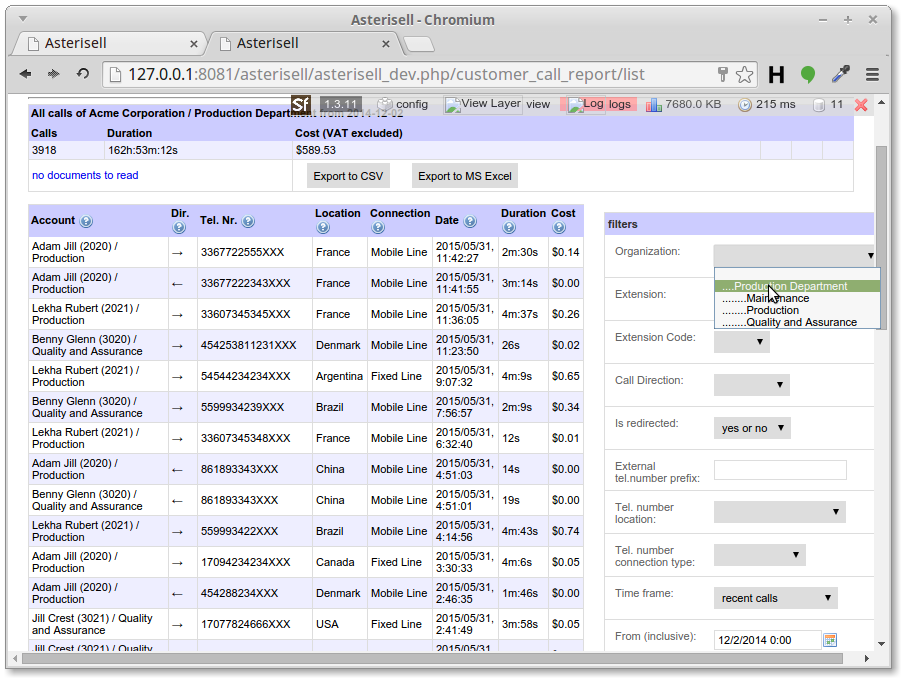 Asterisell - Chromium
Asterisell
Asterisell
127.0.0.1:8081/asterisell/asterisell_dev.php/customer_call_report/list
Sf 1.3.11 config View Layer view Log logs 7680.0 KB 215 ms 11
All calls of Acme Corporation / Production Department from 2014-12-02
Calls Duration Cost (VAT excluded)
3918 162h:53m:12s $589.53
no documents to read Export to CSV Export to MS Excel
Account Dir. Tel. Nr. Location Connection Date Duration Cost
Adam Jill (2020) /
Production → 3367722555XXX France Mobile Line 2015/05/31,
11:42:27 2m:30s $0.14
Adam Jill (2020) /
Production ← 33677222343XXX France Mobile Line 2015/05/31,
11:41:55 3m:14s $0.00
Lekha Rubert (2021) /
Production → 33607345345XXX France Mobile Line 2015/05/31,
11:36:05 4m:37s $0.26
Benny Glenn (3020) /
Quality and Assurance → 454253811231XXX Denmark Mobile Line 2015/05/31,
11:23:50 26s $0.02
Lekha Rubert (2021) /
Production → 54544234234XXX Argentina Fixed Line 2015/05/31,
9:07:32 4m:9s $0.65
Benny Glenn (3020) /
Quality and Assurance → 5599934239XXX Brazil Mobile Line 2015/05/31,
7:56:57 2m:9s $0.34
Lekha Rubert (2021) /
Production → 33607345348XXX France Mobile Line 2015/05/31,
6:32:40 12s $0.01
Adam Jill (2020) /
Production ← 861893343XXX China Mobile Line 2015/05/31,
4:51:03 14s $0.00
Benny Glenn (3020) /
Quality and Assurance ← 861893343XXX China Mobile Line 2015/05/31,
4:51:01 19s $0.00
Lekha Rubert (2021) /
Production → 559993422XXX Brazil Mobile Line 2015/05/31,
4:14:56 4m:43s $0.74
Adam Jill (2020) /
Production → 17094234234XXX Canada Fixed Line 2015/05/31,
3:30:33 4m:6s $0.05
Adam Jill (2020) /
Production ← 454288234XXX Denmark Mobile Line 2015/05/31,
2:46:35 1m:46s $0.00
Jill Crest (3021) / Quality
and Assurance → 17077824666XXX USA Fixed Line 2015/05/31,
2:41:49 3m:58s $0.05
Jill Crest (3021) / Quality 2015/05/31,
filters
Organization:
....Production Department
........Maintenance
........Production
........Quality and Assurance
Extension:
Extension Code:
Call Direction:
Is redirected: yes or no
External
tel.number prefix:
Tel. number
location:
Tel. number
connection type:
Time frame: recent calls
From (inclusive): 12/2/2014 0:00